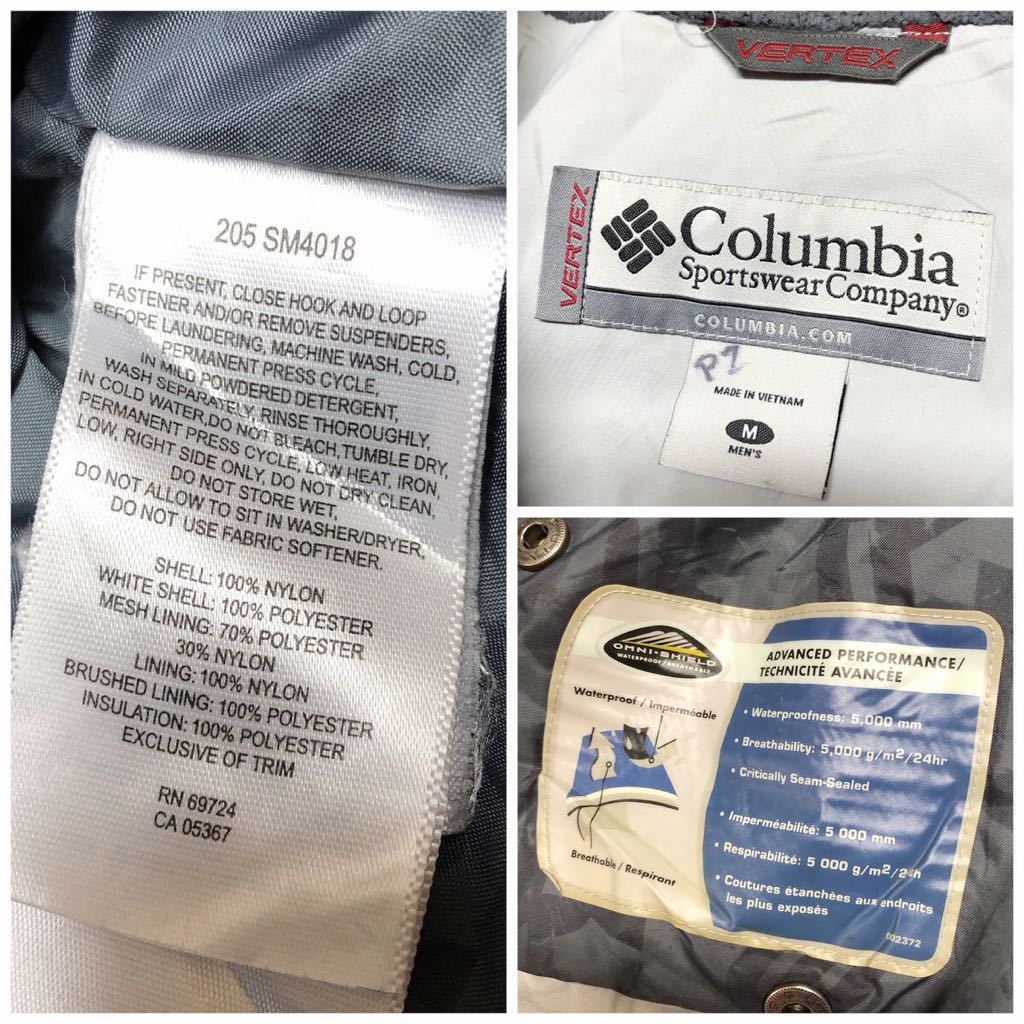 205 SM4018
IF PRESENT, CLOSE HOOK AND LOOP
FASTENER AND/OR REMOVE SUSPENDERS,
BEFORE LAUNDERING, MACHINE WASH, COLD,
PERMANENT PRESS CYCLE,
IN MILD POWDERED DETERGENT,
WASH SEPARATELY, RINSE THOROUGHLY,
IN COLD WATER,DO NOT BLEACH,TUMBLE DRY,
PERMANENT PRESS CYCLE, LOW HEAT, IRON,
LOW, RIGHT SIDE ONLY, DO NOT DRY CLEAN,
DO NOT STORE WET,
DO NOT ALLOW TO SIT IN WASHER/DRYER,
DO NOT USE FABRIC SOFTENER.
SHELL: 100% NYLON
WHITE SHELL: 100% POLYESTER
MESH LINING: 70% POLYESTER
30% NYLON
LINING: 100% NYLON
BRUSHED LINING: 100% POLYESTER
INSULATION: 100% POLYESTER
EXCLUSIVE OF TRIM
RN 69724
CA 05367
VERTEX
VERTEX
Columbia
Sportswear Company®
COLUMBIA.COM
MADE IN VIETNAM
M
MEN'S
OMNI-SHIELD
WATERPROOF/BREATHABLE
ADVANCED PERFORMANCE/
TECHNICITÉ AVANCÉE
Waterproof / Imperméable
Breathable / Respirant
• Waterproofness: 5,000 mm
• Breathability: 5,000 g/m2/24hr
• Critically Seam-Sealed
• Imperméabilité: 5 000 mm
• Respirabilité: 5 000 g/m2/24h
• Coutures étanchées aux endroits
les plus exposés
002372